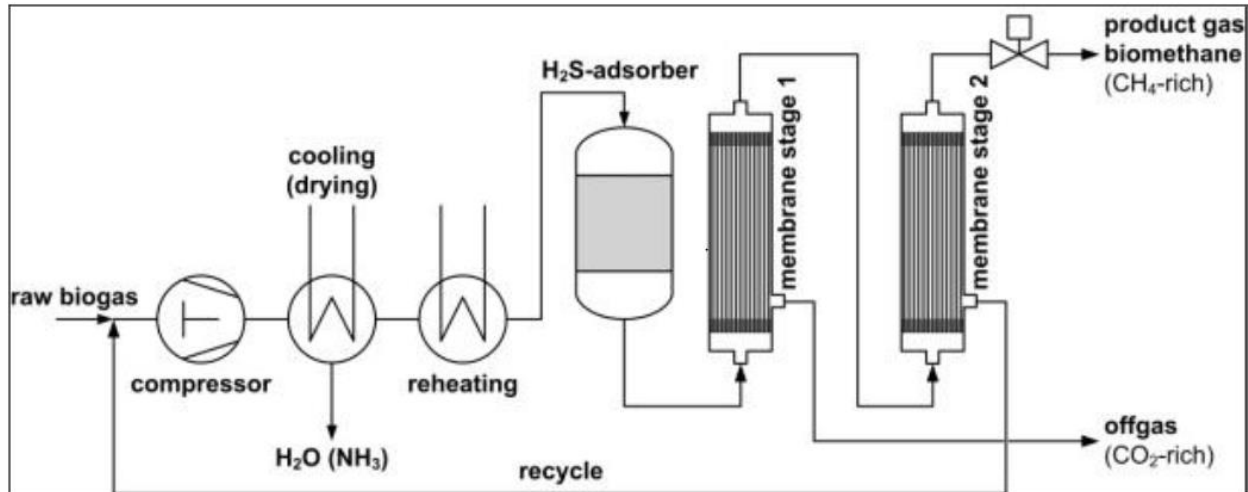 product gas
biomethane
(CH₄-rich)
H₂S-adsorber
membrane stage 1
membrane stage 2
cooling
(drying)
raw biogas
compressor
reheating
H₂O (NH₃)
recycle
offgas
(CO₂-rich)